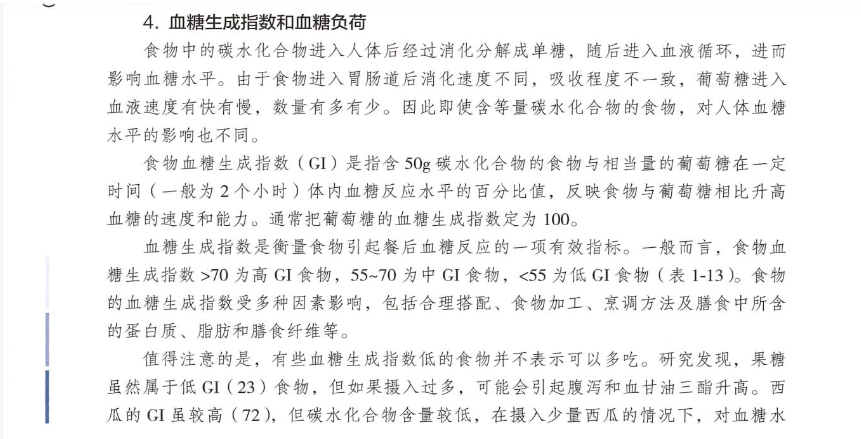 4. 血糖生成指数和血糖负荷
食物中的碳水化合物进入人体后经过消化分解成单糖，随后进入血液循环，进而
影响血糖水平。由于食物进入胃肠道后消化速度不同，吸收程度不一致，葡萄糖进入
血液速度有快有慢，数量有多有少。因此即使含等量碳水化合物的食物，对人体血糖
水平的影响也不同。
食物血糖生成指数（GI）是指含 50g 碳水化合物的食物与相当量的葡萄糖在一定
时间（一般为 2 个小时）体内血糖反应水平的百分比值，反映食物与葡萄糖相比升高
血糖的速度和能力。通常把葡萄糖的血糖生成指数定为 100。
血糖生成指数是衡量食物引起餐后血糖反应的一项有效指标。一般而言，食物血
糖生成指数 >70 为高 GI 食物，55~70 为中 GI 食物，<55 为低 GI 食物（表 1-13）。食物
的血糖生成指数受多种因素影响，包括合理搭配、食物加工、烹调方法及膳食中所含
的蛋白质、脂肪和膳食纤维等。
值得注意的是，有些血糖生成指数低的食物并不表示可以多吃。研究发现，果糖
虽然属于低 GI（23）食物，但如果摄入过多，可能会引起腹泻和血甘油三酯升高。西
瓜的 GI 虽较高（72），但碳水化合物含量较低，在摄入少量西瓜的情况下，对血糖水